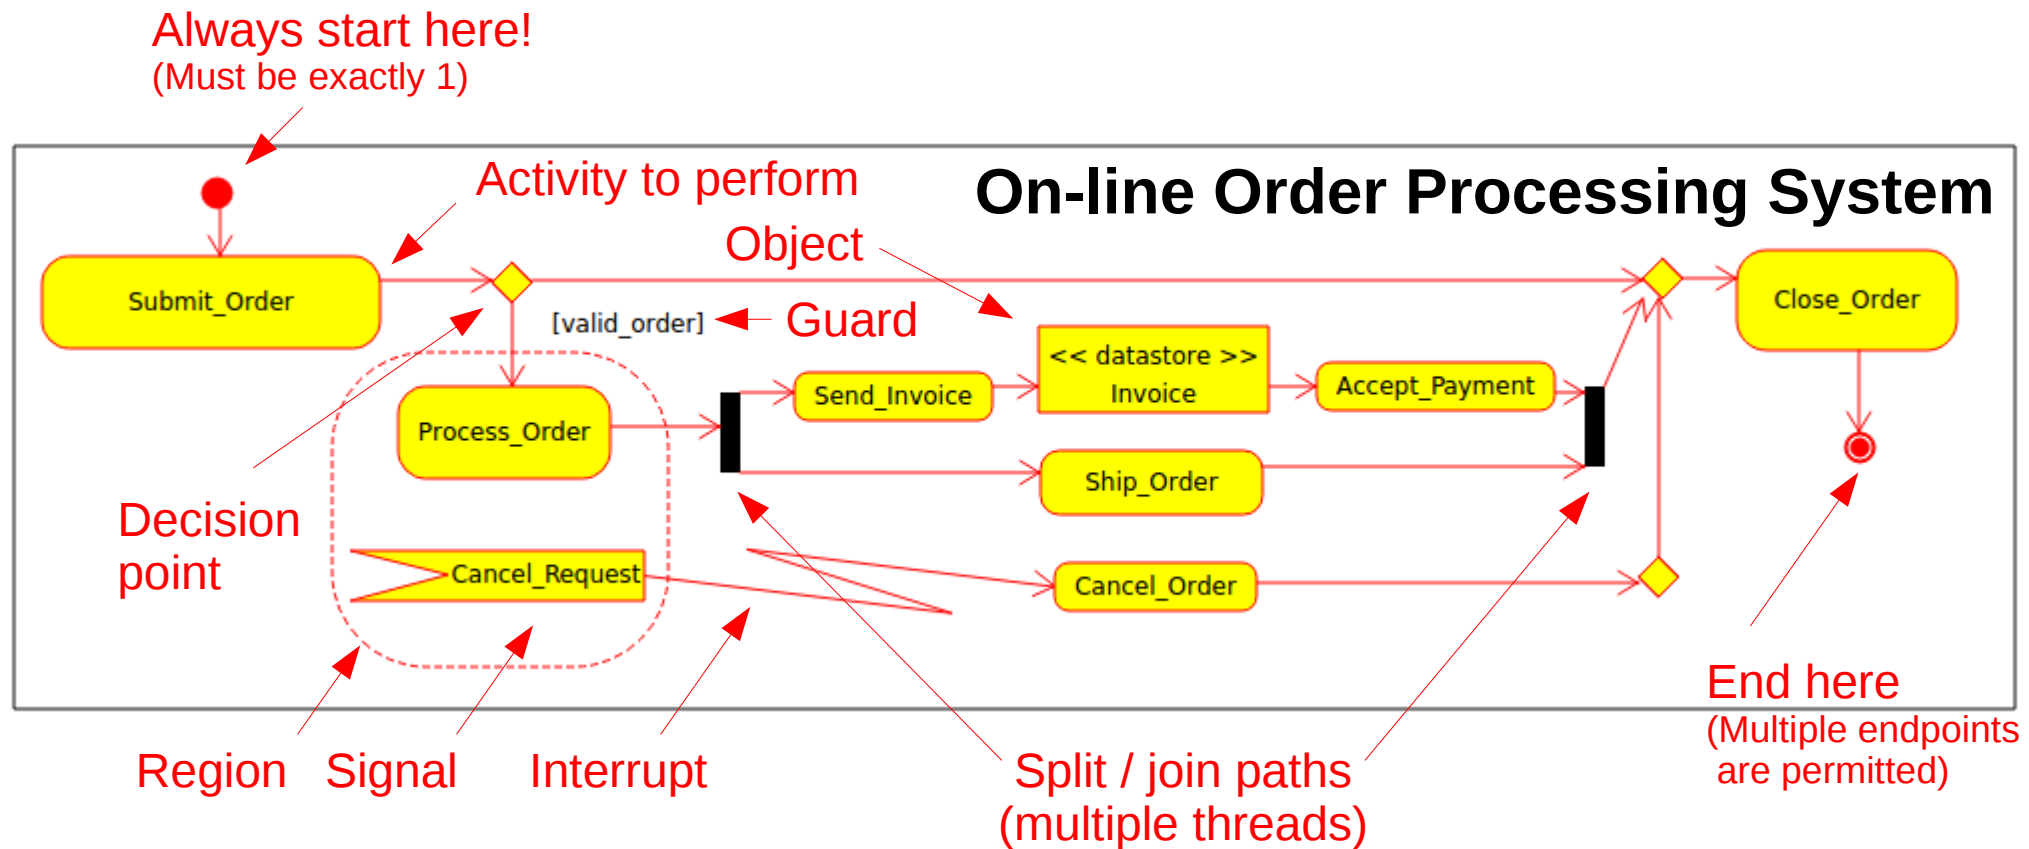 Always start here!
(Must be exactly 1)
Activity to perform
On-line Order Processing System
Object
Submit_Order
[valid_order]
Guard
Close_Order
<< datastore >>
Invoice
Send_Invoice
Accept_Payment
Process_Order
Ship_Order
Decision
point
Cancel_Request
Cancel_Order
End here
(Multiple endpoints
are permitted)
Region
Signal
Interrupt
Split / join paths
(multiple threads)